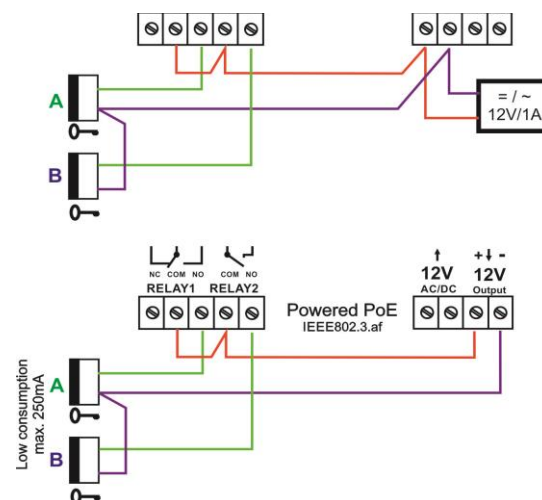 A
= / ~
12V/1A
B
NC COM NO
COM NO
RELAY1 RELAY2
12V
AC/DC
+ -
12V
Output
Powered PoE
IEEE802.3.af
A
B
Low consumption
max. 250mA